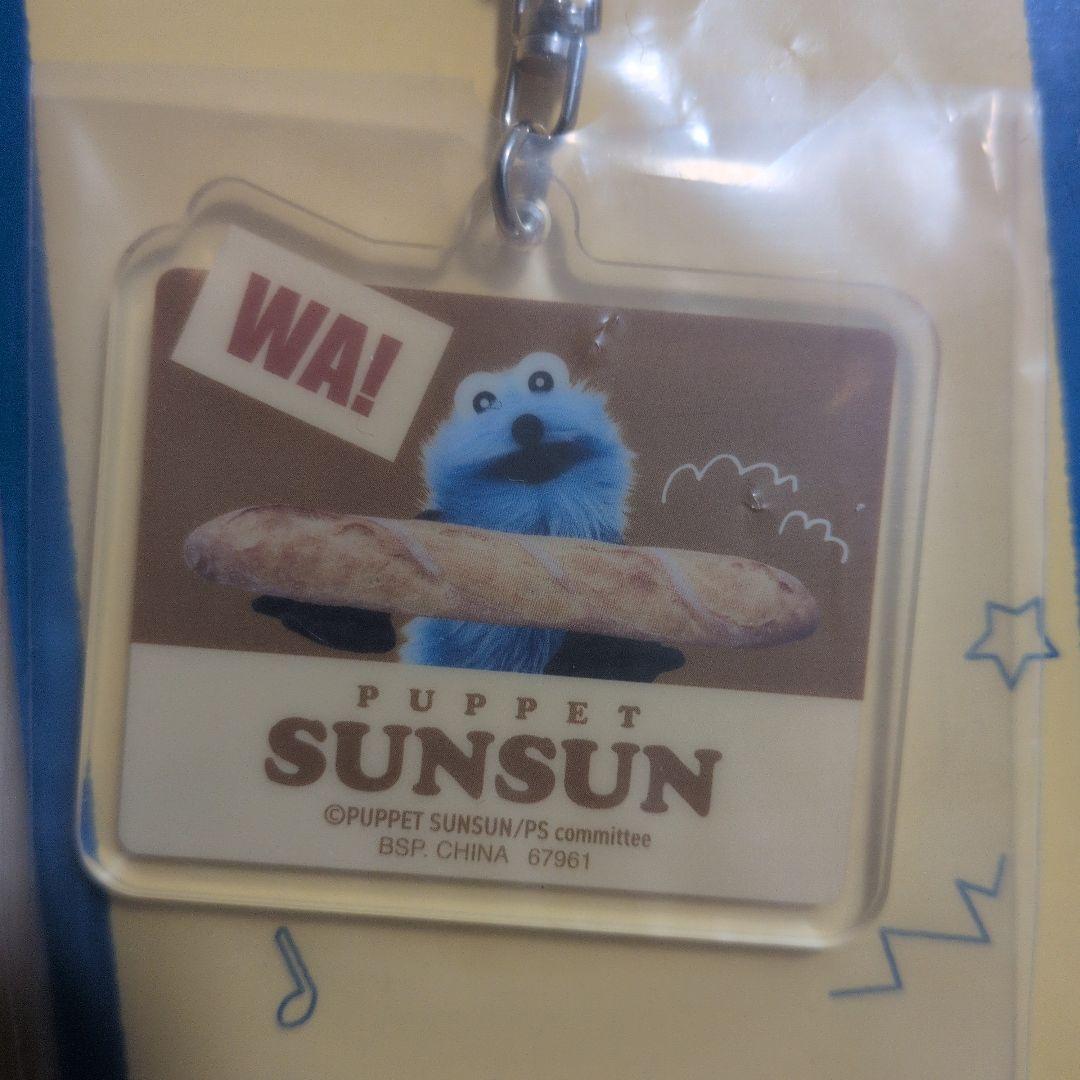 WA!
PUPPET
SUNSUN
©PUPPET SUNSUN/PS committee
BSP. CHINA 67961